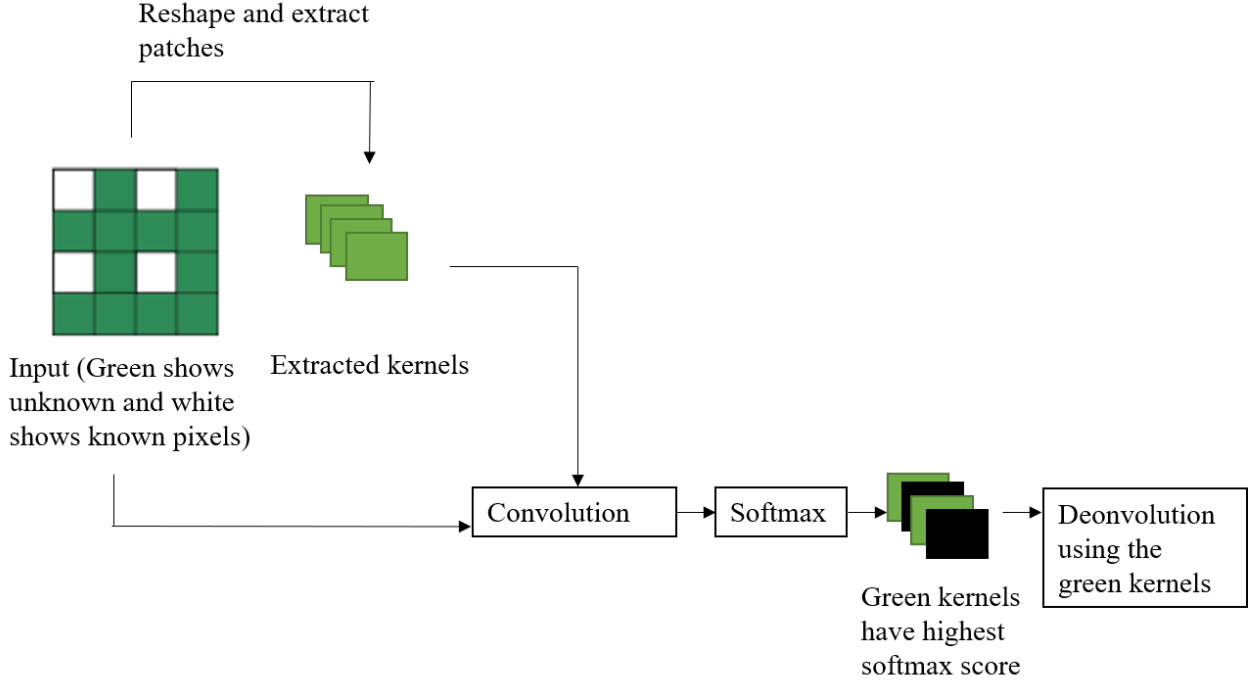 Reshape and extract
patches
Input (Green shows
unknown and white
shows known pixels)
Extracted kernels
Convolution
Softmax
Green kernels
have highest
softmax score
Deonvolution
using the
green kernels